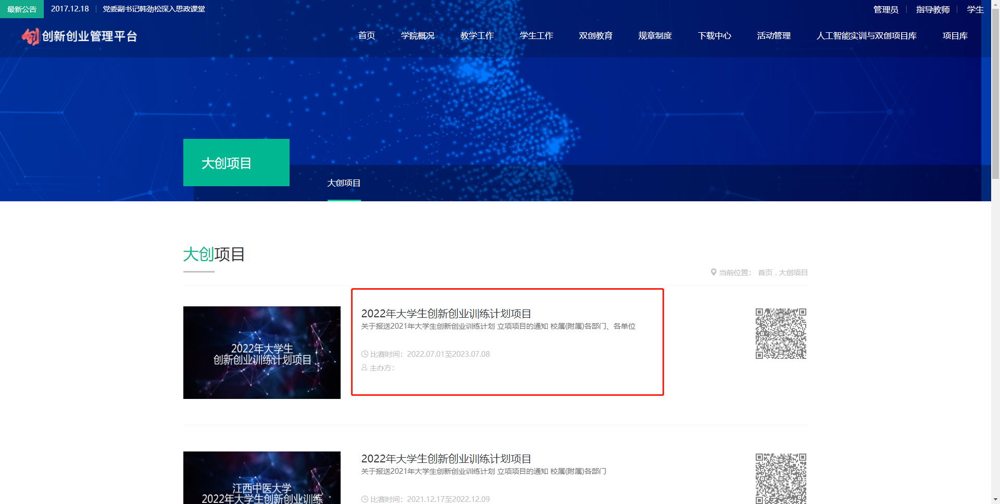 最新公告 2017.12.18 党委副书记韩劲松深入思政课堂 管理员 指导教师 学生
创新创业管理平台 首页 学院概况 教学工作 学生工作 双创教育 规章制度 下载中心 活动管理 人工智能实训与双创项目库 项目库
大创项目
大创项目
大创项目
当前位置： 首页 . 大创项目
2022年大学生
创新创业训练计划项目
2022年大学生创新创业训练计划项目
关于报送2021年大学生创新创业训练计划 立项项目的通知 校属(附属)各部门、各单位
比赛时间：2022.07.01至2023.07.08
主办方：
江西中医大学
2022年大学生创新创业训练
2022年大学生创新创业训练计划项目
关于报送2021年大学生创新创业训练计划 立项项目的通知 校属(附属)各部门
比赛时间：2021.12.17至2022.12.09